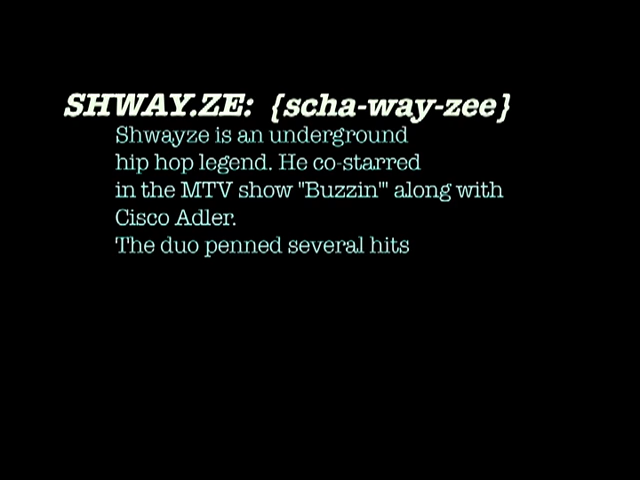 SHWAY.ZE: {scha-way-zee}
Shwayze is an underground
hip hop legend. He co-starred
in the MTV show "Buzzin'" along with
Cisco Adler.
The duo penned several hits